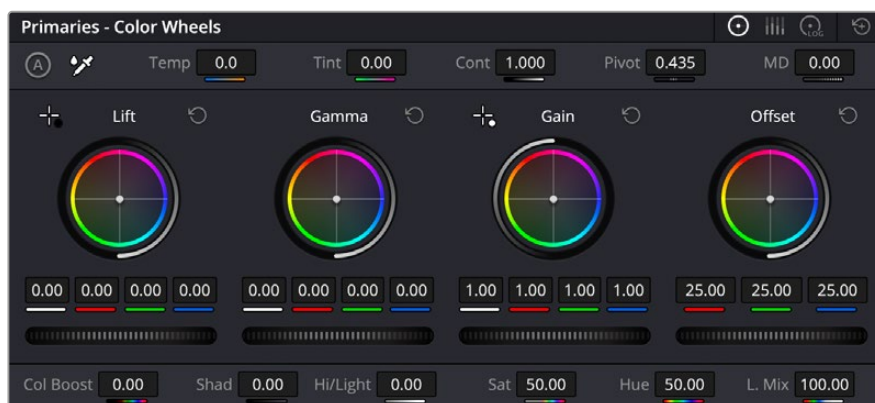 Primaries - Color Wheels
LOG
A Temp 0.0 Tint 0.00 Cont 1.000 Pivot 0.435 MD 0.00
Lift Gamma Gain Offset
0.00 0.00 0.00 0.00 0.00 0.00 0.00 0.00 1.00 1.00 1.00 1.00 25.00 25.00 25.00
Col Boost 0.00 Shad 0.00 Hi/Light 0.00 Sat 50.00 Hue 50.00 L. Mix 100.00